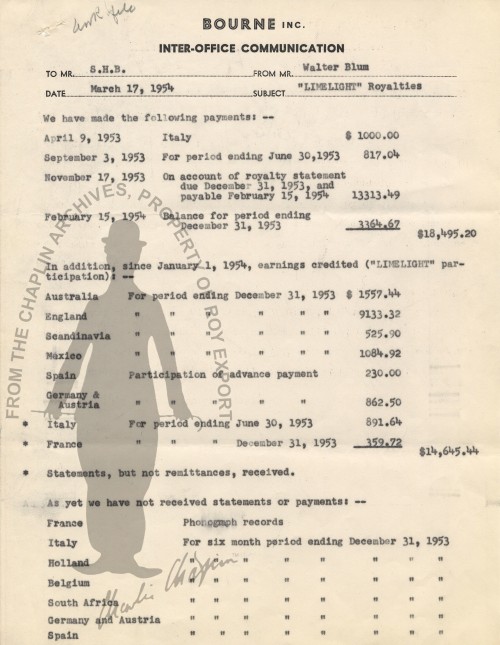 work file
BOURNE INC.
INTER-OFFICE COMMUNICATION
TO MR. S.H.B. FROM MR. Walter Blum
DATE March 17, 1954 SUBJECT "LIMELIGHT" Royalties
We have made the following payments: --
April 9, 1953 Italy $ 1000.00
September 3, 1953 For period ending June 30,1953 817.04
November 17, 1953 On account of royalty statement
due December 31, 1953, and
payable February 15, 1954 13313.49
February 15, 1954 Balance for period ending
December 31, 1953 3364.67
$18,495.20
In addition, since January 1, 1954, earnings credited ("LIMELIGHT" par-
ticipation): --
Australia For period ending December 31, 1953 $ 1557.44
England " " " " " 9133.32
Scandinavia " " " " " 525.90
Mexico " " " " " 1084.92
Spain Participation of advance payment 230.00
Germany &
Austria " " " " 862.50
* Italy For period ending June 30, 1953 891.64
* France " " " December 31, 1953 359.72
$14,645.44
* Statements, but not remittances, received.
As yet we have not received statements or payments: --
France Phonograph records
Italy For six month period ending December 31, 1953
Holland " " " " " " " "
Belgium " " " " " " " "
South Africa " " " " " " " "
Germany and Austria " " " " " " " "
Spain " " " " " " " "
FROM THE CHAPLIN ARCHIVES, PROPERTY OF ROY EXPORT
Charlie Chaplin